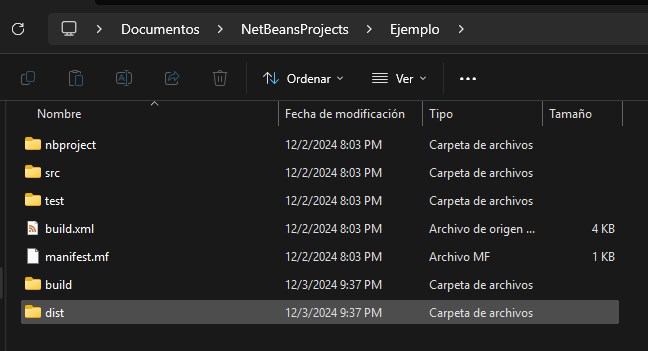 Documentos NetBeansProjects Ejemplo
Ordenar Ver
Nombre Fecha de modificación Tipo Tamaño
nbproject 12/2/2024 8:03 PM Carpeta de archivos
src 12/2/2024 8:03 PM Carpeta de archivos
test 12/2/2024 8:03 PM Carpeta de archivos
build.xml 12/2/2024 8:03 PM Archivo de origen ... 4 KB
manifest.mf 12/2/2024 8:03 PM Archivo MF 1 KB
build 12/3/2024 9:37 PM Carpeta de archivos
dist 12/3/2024 9:37 PM Carpeta de archivos